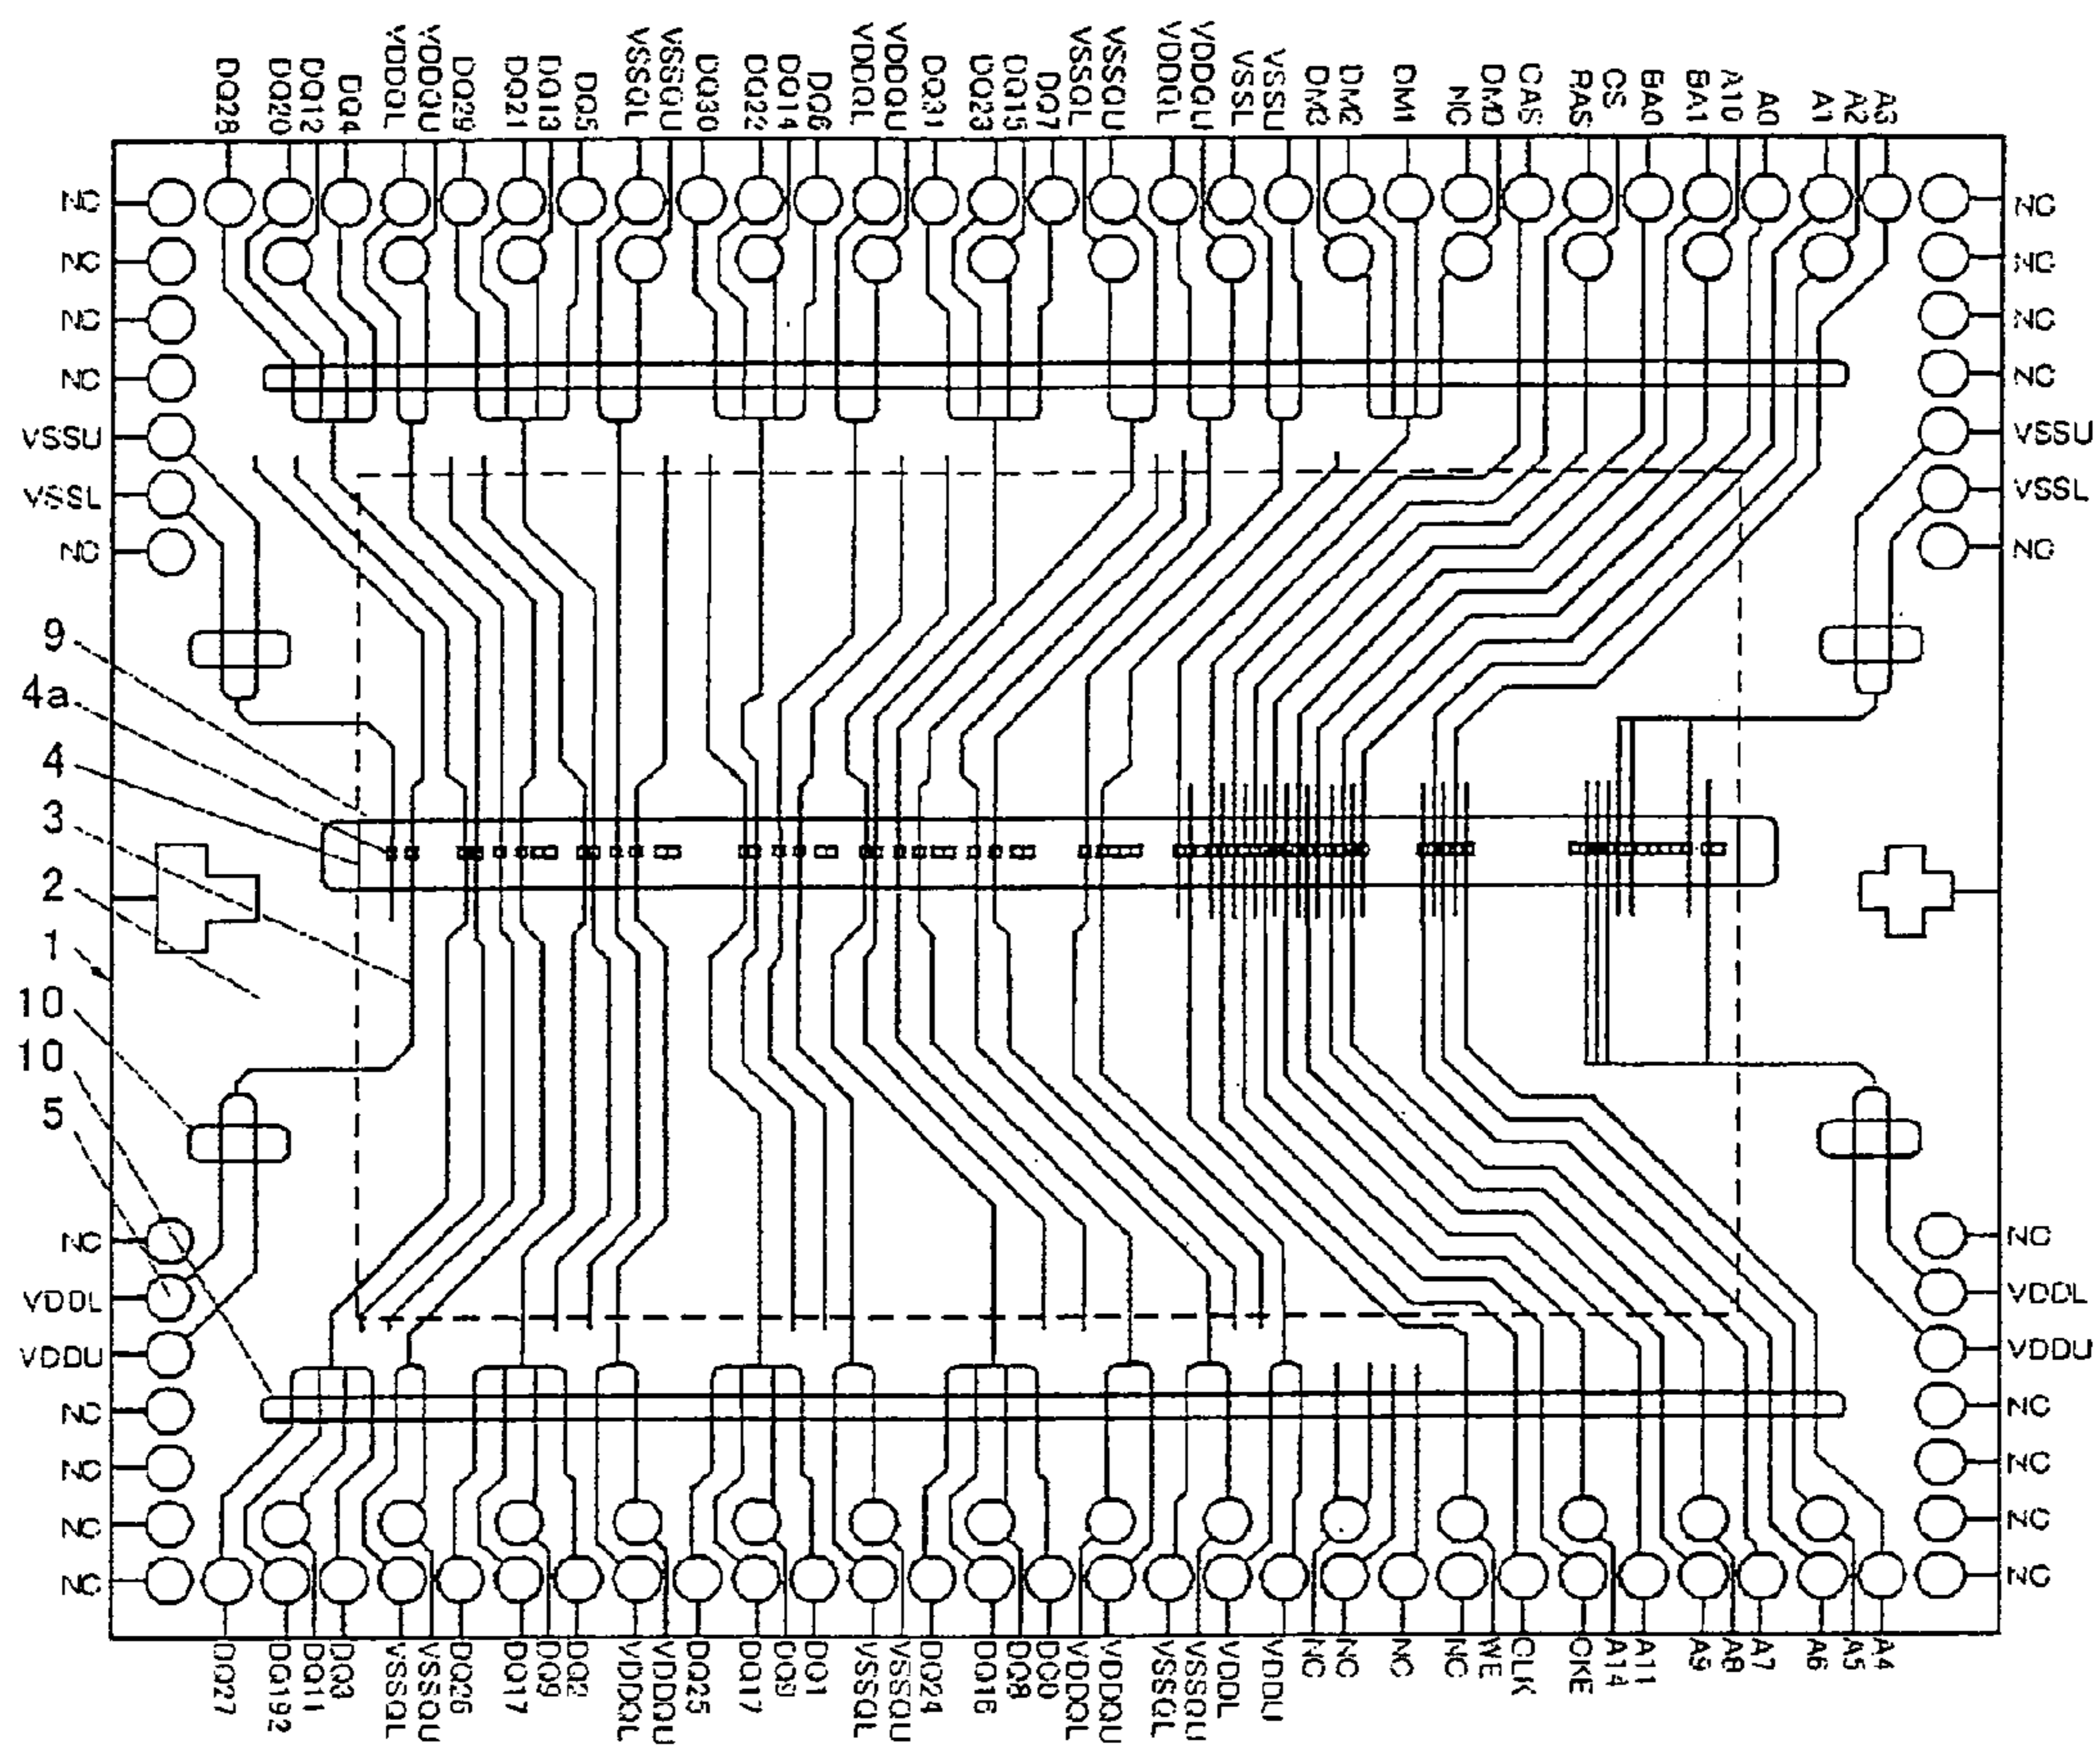 DQ28
DQ20
DQ12
DQ4
VDDQL
VDDQU
DQ29
DQ21
DQ13
DQ5
VSSQL
VSSQU
DQ30
DQ22
DQ14
DQ6
VDDQL
VDDQU
DQ31
DQ23
DQ15
DQ7
VSSQL
VSSQU
VDDQL
VDDQU
VSSL
VSSU
DM3
DM2
DM1
NC
DM0
CAS
RAS
CS
BA0
BA1
A10
A0
A1
A2
A3
NC
NC
NC
NC
VSSU
VSSL
NC
9
4a
4
3
2
1
10
10
5
NC
VDDL
VDDU
NC
NC
NC
NC
NC
NC
NC
NC
VSSU
VSSL
NC
NC
VDDL
VDDU
NC
NC
NC
NC
DQ27
DQ192
DQ11
DQ3
VSSQL
VSSQU
DQ26
DQ17
DQ9
DQ2
VDDQL
VDDQU
DQ25
DQ17
DQ9
DQ1
VSSQL
VSSQU
DQ24
DQ16
DQ8
DQ0
VDDQL
VDDQU
VSSQL
VSSQU
VDDL
VDDU
NC
NC
NC
NC
WE
CLK
CKE
A14
A11
A9
A8
A7
A6
A5
A4